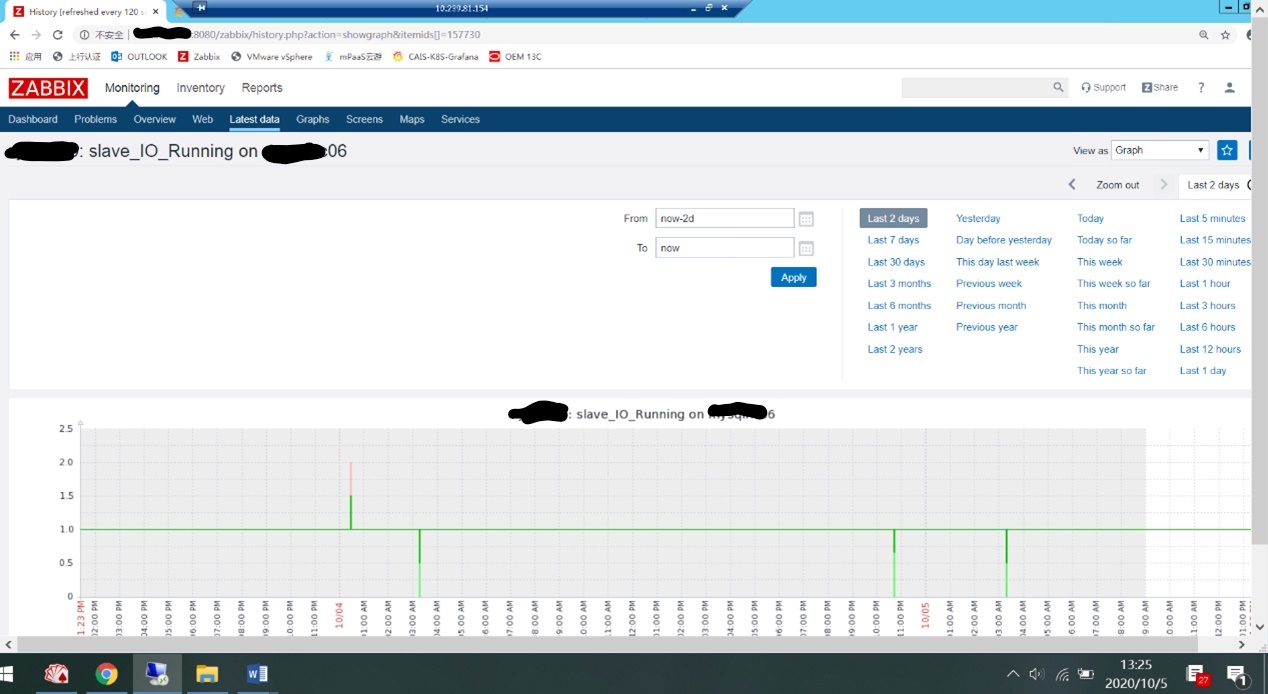 History [refreshed every 120 s
10.239.81.154
不安全
:8080/zabbix/history.php?action=showgraph&itemids[]=157730
应用 上行认证 OUTLOOK Zabbix VMware vSphere mPaaS云游 CAIS-K8S-Grafana OEM 13C
ZABBIX Monitoring Inventory Reports Support Share ?
Dashboard Problems Overview Web Latest data Graphs Screens Maps Services
: slave_IO_Running on c06
View as Graph
Zoom out Last 2 days
From now-2d
To now
Apply
Last 2 days Yesterday Today Last 5 minutes
Last 7 days Day before yesterday Today so far Last 15 minutes
Last 30 days This day last week This week Last 30 minutes
Last 3 months Previous week This week so far Last 1 hour
Last 6 months Previous month This month Last 3 hours
Last 1 year Previous year This month so far Last 6 hours
Last 2 years This year Last 12 hours
This year so far Last 1 day
: slave_IO_Running on 6
2.5
2.0
1.5
1.0
0.5
0
1:23 PM 02:00 PM 03:00 PM 04:00 PM 05:00 PM 06:00 PM 07:00 PM 08:00 PM 09:00 PM 10:00 PM 11:00 PM 10/04 01:00 AM 02:00 AM 03:00 AM 04:00 AM 05:00 AM 06:00 AM 07:00 AM 08:00 AM 09:00 AM 10:00 AM 11:00 AM 12:00 PM 01:00 PM 02:00 PM 03:00 PM 04:00 PM 05:00 PM 06:00 PM 07:00 PM 08:00 PM 09:00 PM 10:00 PM 11:00 PM 10/05 01:00 AM 02:00 AM 03:00 AM 04:00 AM 05:00 AM 06:00 AM 07:00 AM 08:00 AM 09:00 AM 10:00 AM 11:00 AM 12:00 PM 01:00 PM
13:25
2020/10/5
27
1